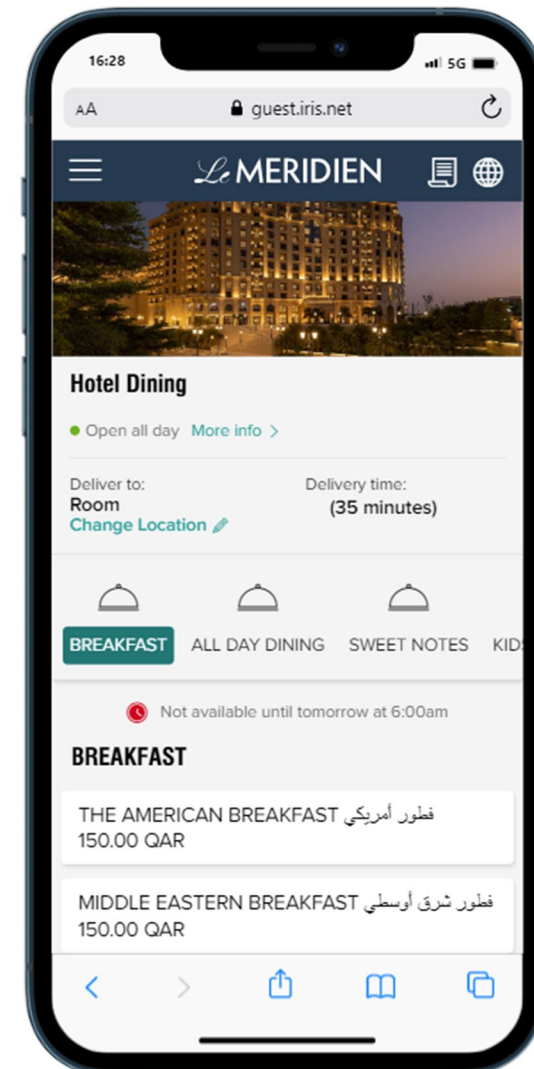 16:28
5G
AA
guest.iris.net
Le MERIDIEN
Hotel Dining
Open all day More info >
Deliver to:
Delivery time:
Room
(35 minutes)
Change Location
BREAKFAST ALL DAY DINING SWEET NOTES KIDS
Not available until tomorrow at 6:00am
BREAKFAST
THE AMERICAN BREAKFAST فطور أمريكي
150.00 QAR
MIDDLE EASTERN BREAKFAST فطور شرق أوسطي
150.00 QAR